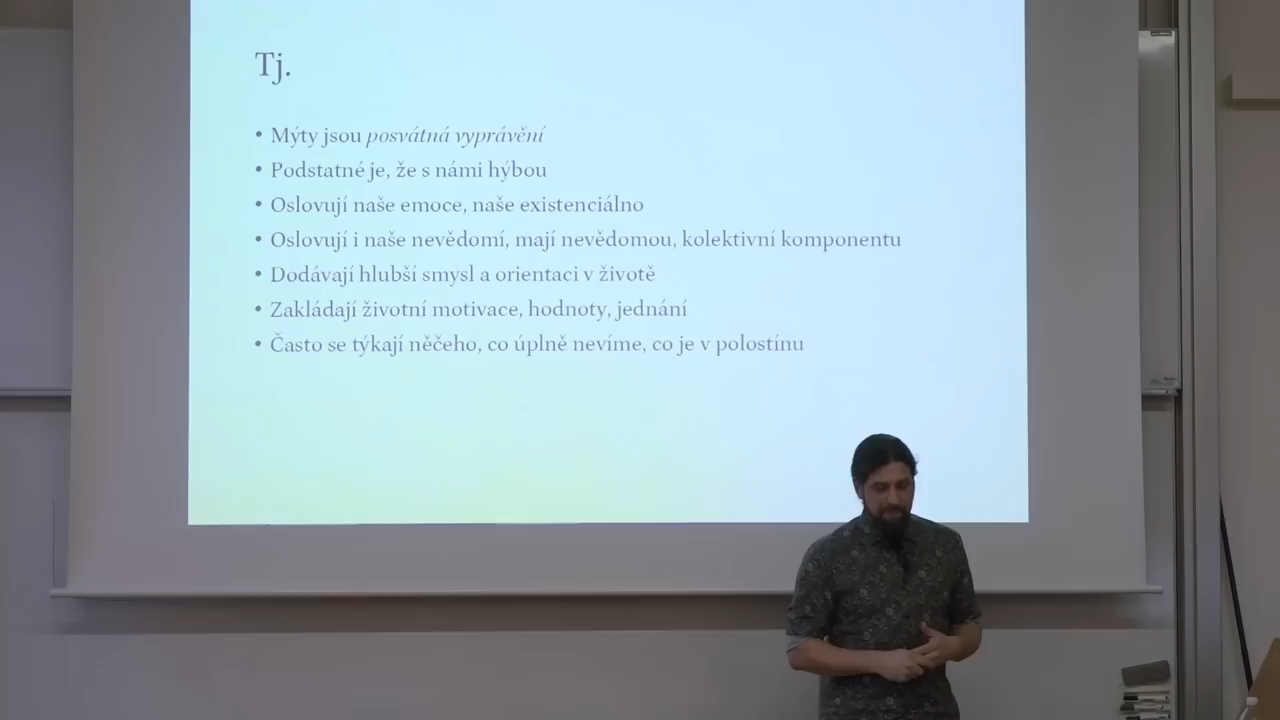 Tj.
• Mýty jsou posvátná vyprávění
• Podstatné je, že s námi hýbou
• Oslovují naše emoce, naše existenciálno
• Oslovují i naše nevědomí, mají nevědomou, kolektivní komponentu
• Dodávají hlubší smysl a orientaci v životě
• Zakládají životní motivace, hodnoty, jednání
• Často se týkají něčeho, co úplně nevíme, co je v polostínu